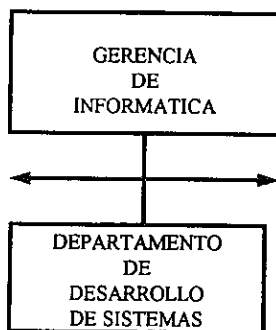 GERENCIA
DE
INFORMATICA
DEPARTAMENTO
DE
DESARROLLO
DE SISTEMAS